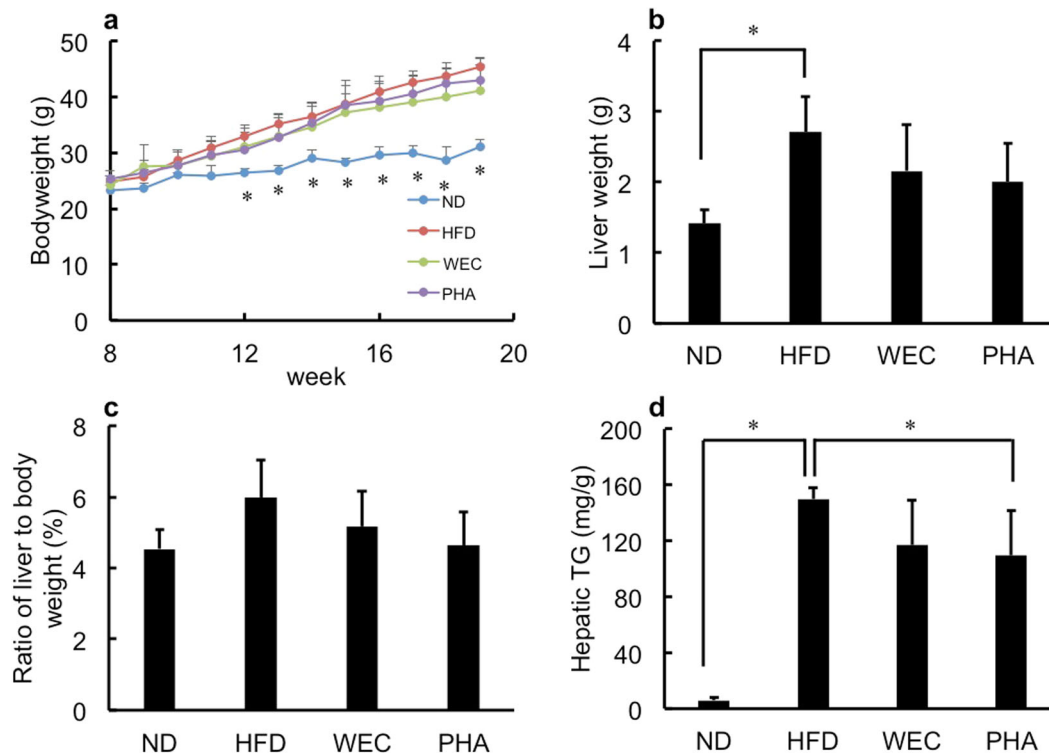 a
50
40
30
20
10
0
Bodyweight (g)
* * * * * * * *
ND
HFD
WEC
PHA
8 12 16 20
week
b
4
3
2
1
0
Liver weight (g)
*
ND HFD WEC PHA
c
8
6
4
2
0
Ratio of liver to body
weight (%)
ND HFD WEC PHA
d
200
160
120
80
40
0
Hepatic TG (mg/g)
* *
ND HFD WEC PHA